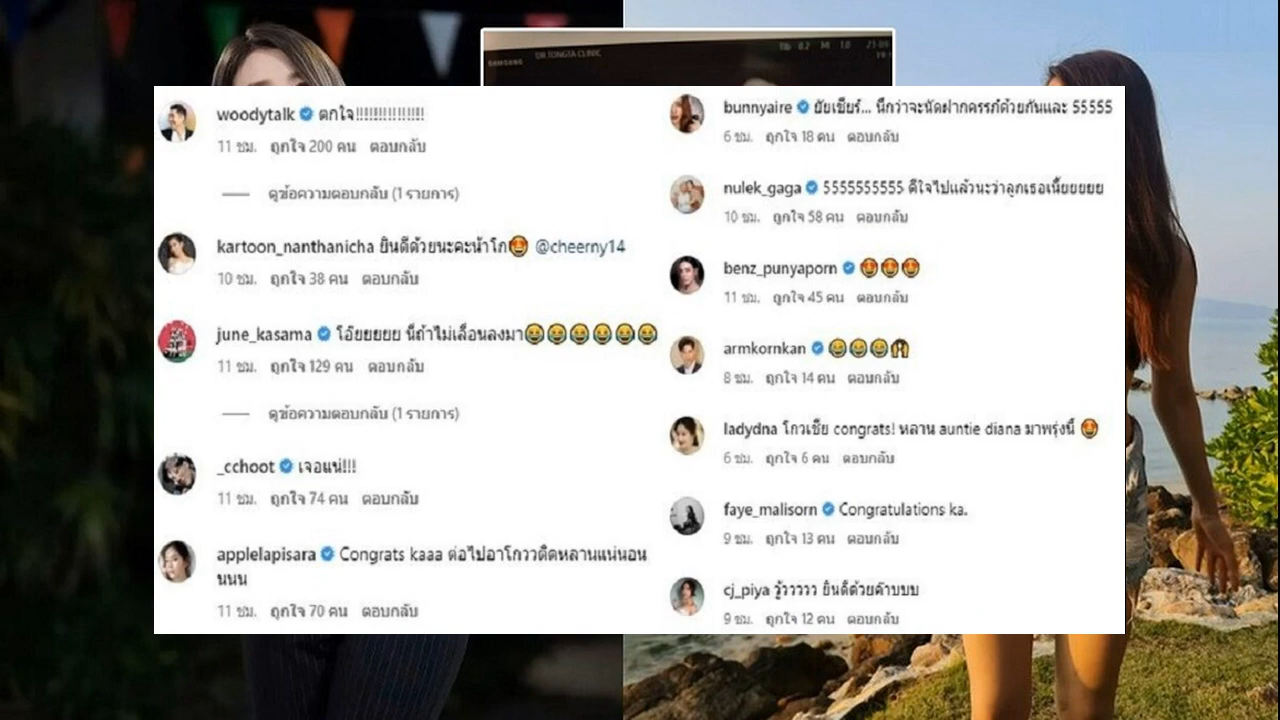 SAMSUNG DR TONGTA CLINIC TIb 0.2 MI 1.0
woodytalk ตกใจ!!!!!!!!!!!!!!!!
11 ชม. ถูกใจ 200 คน ตอบกลับ
ดูข้อความตอบกลับ (1 รายการ)
kartoon_nanthanicha ยินดีด้วยนะคะน้าโก😍 @cheerny14
10 ชม. ถูกใจ 38 คน ตอบกลับ
june_kasama โอ๊ยยยยย นี่ถ้าไม่เลื่อนลงมา😂😂😂😂😂😂
11 ชม. ถูกใจ 129 คน ตอบกลับ
ดูข้อความตอบกลับ (1 รายการ)
_cchoot เจอแน่!!!
11 ชม. ถูกใจ 74 คน ตอบกลับ
applelapisara Congrats kaaa ต่อไปอาโกววติดหลานแน่นอน
นนน
11 ชม. ถูกใจ 70 คน ตอบกลับ
bunnyaire ยัยเชียร์... นึกว่าจะนัดฝากครรภ์ด้วยกันและ 55555
6 ชม. ถูกใจ 18 คน ตอบกลับ
nulek_gaga 5555555555 ดีใจไปแล้วนะว่าลูกเธอเนี้ยยยยย
10 ชม. ถูกใจ 58 คน ตอบกลับ
benz_punyaporn 🤩🤩🤩
11 ชม. ถูกใจ 45 คน ตอบกลับ
armkornkan 😂😂😂😱
8 ชม. ถูกใจ 14 คน ตอบกลับ
ladydna โกวเชีย congrats! หลาน auntie diana มาพรุ่งนี้ 🤩
6 ชม. ถูกใจ 6 คน ตอบกลับ
faye_malisorn Congratulations ka.
9 ชม. ถูกใจ 13 คน ตอบกลับ
cj_piya วู้ววววว ยินดีด้วยค้าบบบ
9 ชม. ถูกใจ 12 คน ตอบกลับ